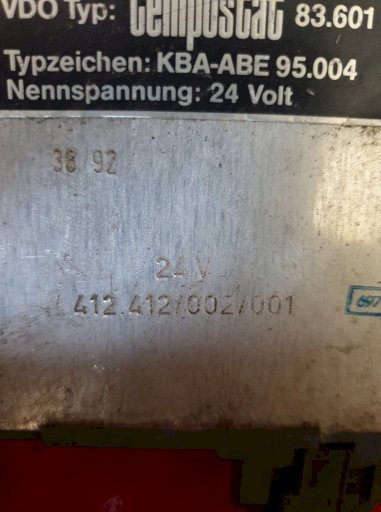 VDO Typ: tempostat 83.601
Typzeichen: KBA-ABE 95.004
Nennspannung: 24 Volt
38 92
24 V
412.412/002/001